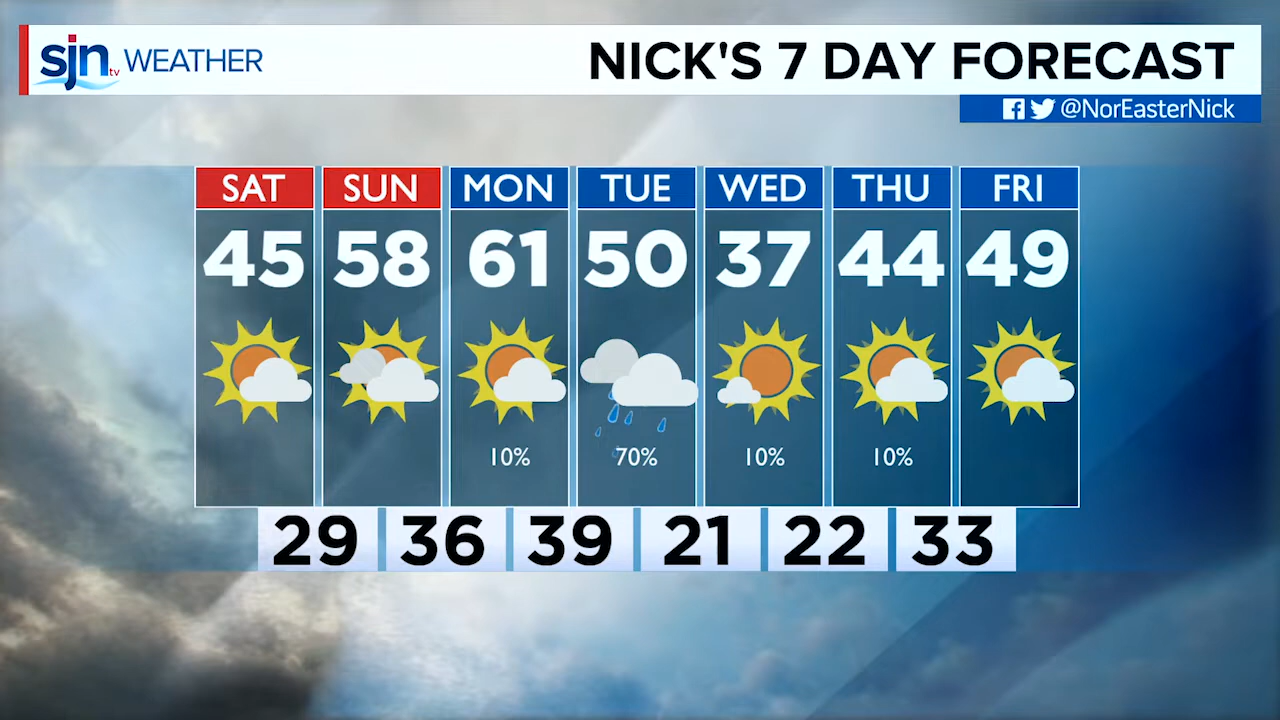 sjn tv WEATHER
NICK'S 7 DAY FORECAST
@NorEasterNick
SAT SUN MON TUE WED THU FRI
45 58 61 50 37 44 49
10% 70% 10% 10%
29 36 39 21 22 33